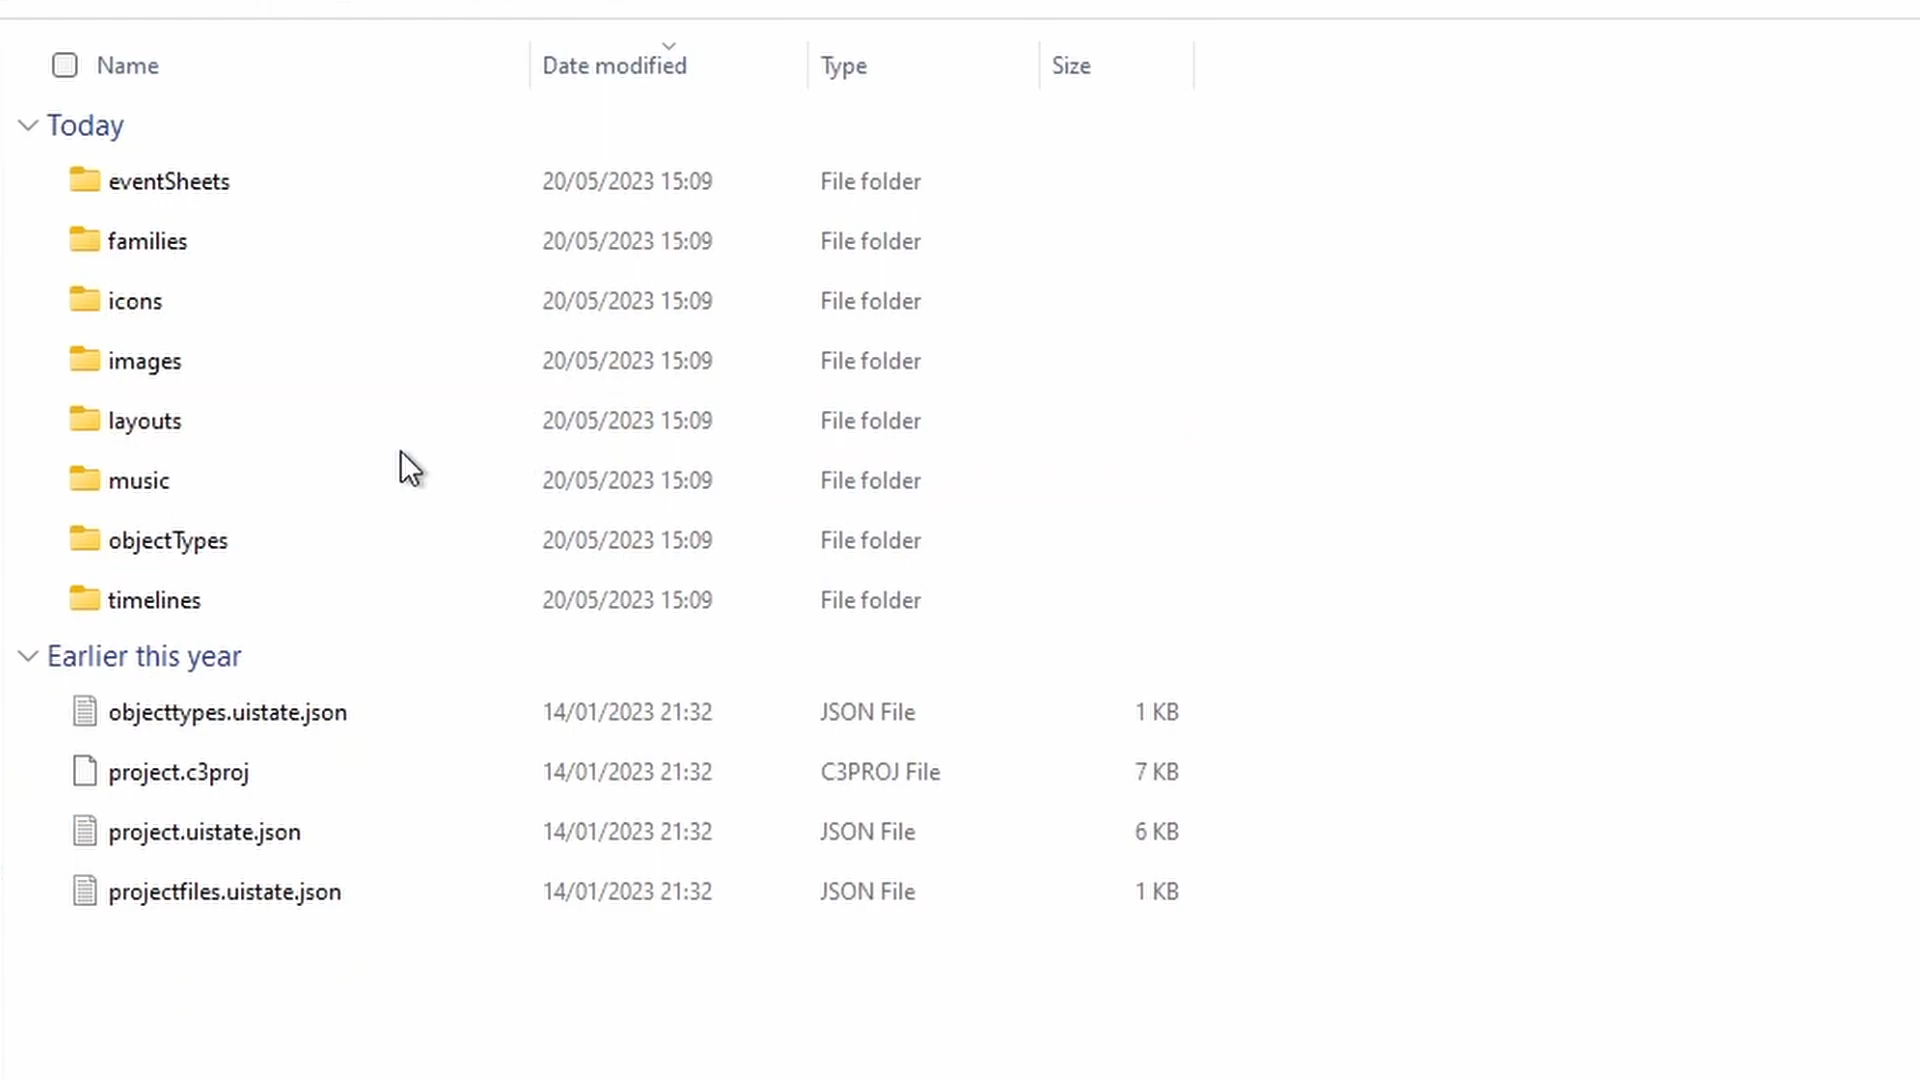 Name Date modified Type Size
Today
eventSheets 20/05/2023 15:09 File folder
families 20/05/2023 15:09 File folder
icons 20/05/2023 15:09 File folder
images 20/05/2023 15:09 File folder
layouts 20/05/2023 15:09 File folder
music 20/05/2023 15:09 File folder
objectTypes 20/05/2023 15:09 File folder
timelines 20/05/2023 15:09 File folder
Earlier this year
objecttypes.uistate.json 14/01/2023 21:32 JSON File 1 KB
project.c3proj 14/01/2023 21:32 C3PROJ File 7 KB
project.uistate.json 14/01/2023 21:32 JSON File 6 KB
projectfiles.uistate.json 14/01/2023 21:32 JSON File 1 KB